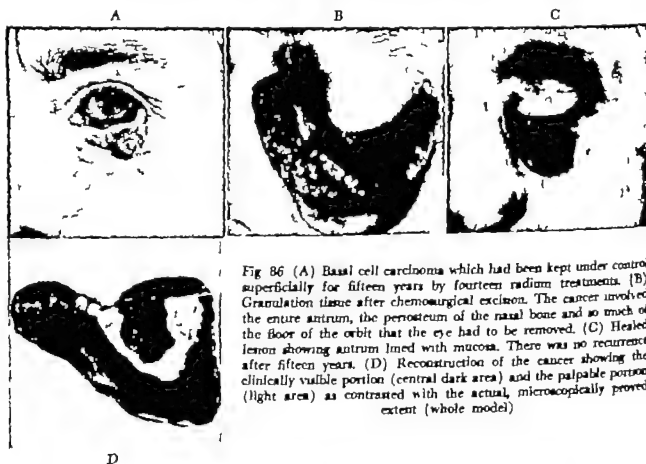 A
B
C
Fig 86 (A) Basal cell carcinoma which had been kept under control
superficially for fifteen years by fourteen radium treatments. (B)
Granulation tissue after chemosurgical excision. The cancer involved
the entire antrum, the periosteum of the nasal bone and so much of
the floor of the orbit that the eye had to be removed. (C) Healed
lesion showing antrum lined with mucosa. There was no recurrence
after fifteen years. (D) Reconstruction of the cancer showing the
clinically visible portion (central dark area) and the palpable portion
(light area) as contrasted with the actual, microscopically proved
extent (whole model)
D